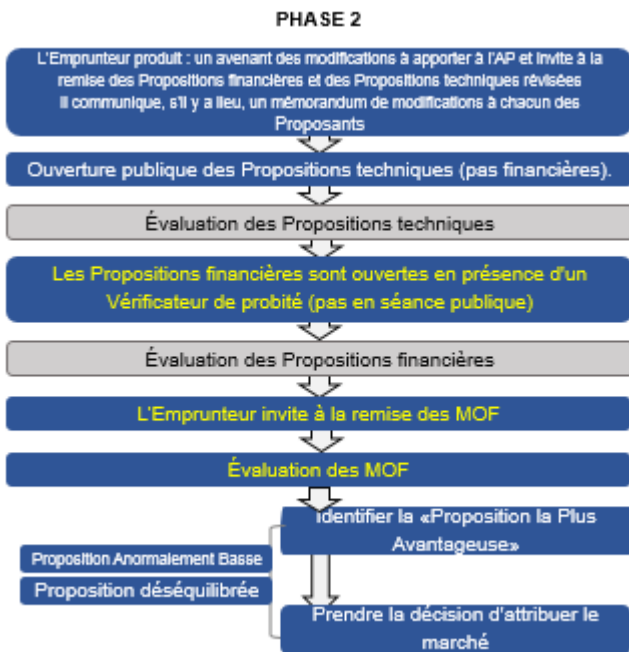 PHASE 2
L'Emprunteur produit : un avenant des modifications à apporter à l'AP et invite à la
remise des Propositions financières et des Propositions techniques révisées
Il communique, s'il y a lieu, un mémorandum de modifications à chacun des
Proposants
Ouverture publique des Propositions techniques (pas financières).
Évaluation des Propositions techniques
Les Propositions financières sont ouvertes en présence d'un
Vérificateur de probité (pas en séance publique)
Évaluation des Propositions financières
L'Emprunteur invite à la remise des MOF
Évaluation des MOF
Identifier la «Proposition la Plus
Avantageuse»
Proposition Anormalement Basse
Proposition déséquilibrée
Prendre la décision d'attribuer le
marché